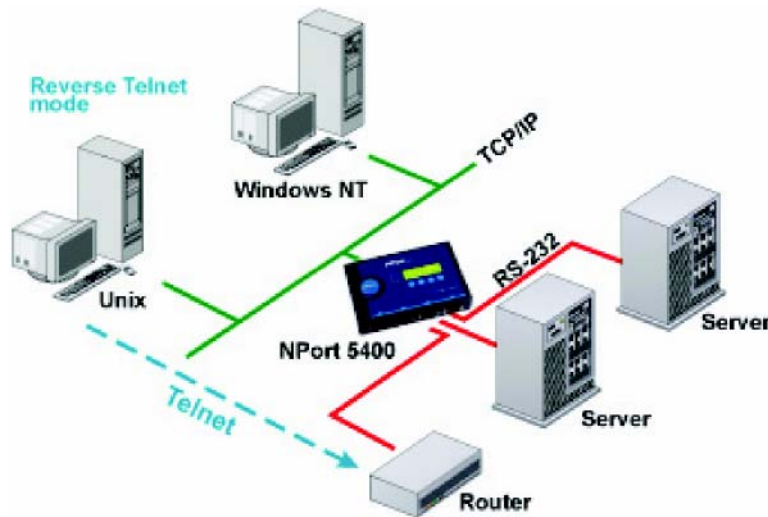 Reverse Telnet
mode
Windows NT
TCP/IP
Unix
RS-232
NPort 5400
Server
Server
Telnet
Router